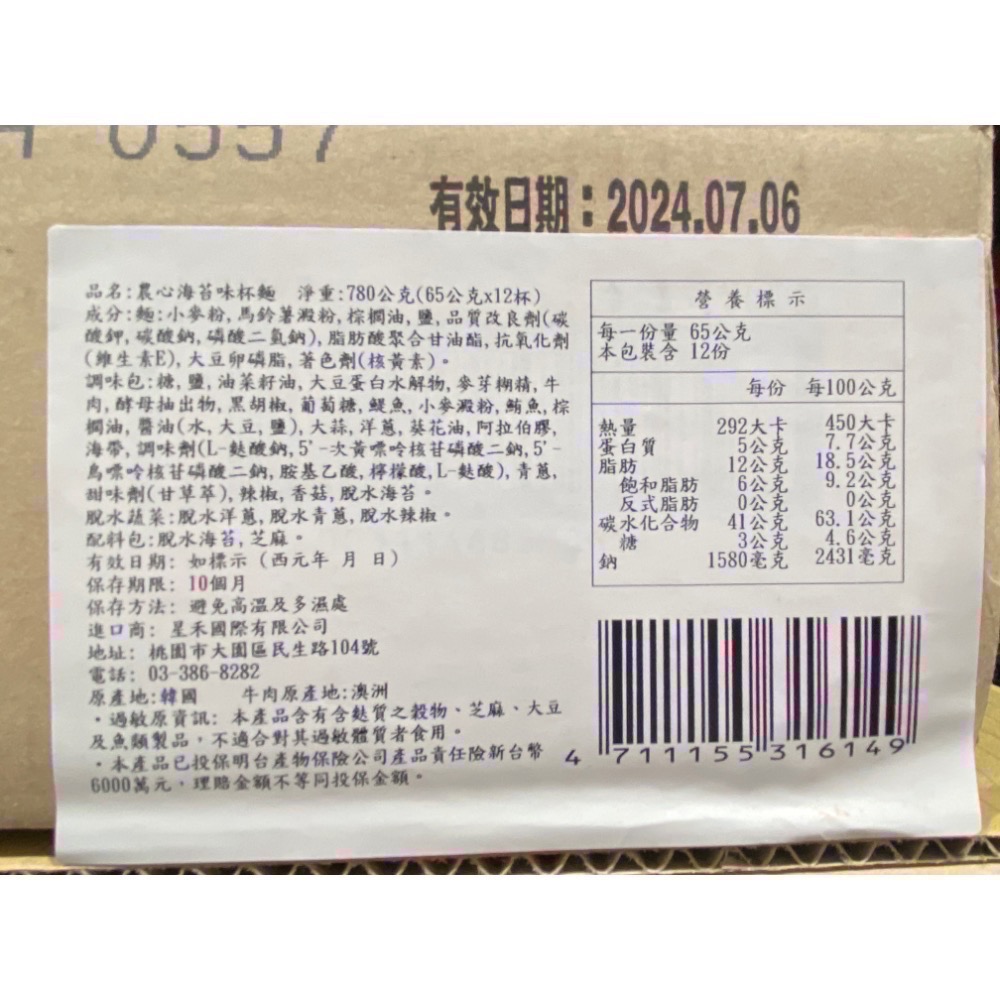 0557
有效日期：2024.07.06
品名:農心海苔味杯麵　淨重:780公克(65公克x12杯)
成分:麵:小麥粉,馬鈴薯澱粉,棕櫚油,鹽,品質改良劑(碳
酸鉀,碳酸鈉,磷酸二氫鈉),脂肪酸聚合甘油酯,抗氧化劑
(維生素E),大豆卵磷脂,著色劑(核黃素)。
調味包:糖,鹽,油菜籽油,大豆蛋白水解物,麥芽糊精,牛
肉,酵母抽出物,黑胡椒,葡萄糖,鯷魚,小麥澱粉,鮪魚,棕
櫚油,醬油(水,大豆,鹽),大蒜,洋蔥,葵花油,阿拉伯膠,
海帶,調味劑(L-麩酸鈉,5'-次黃嘌呤核苷磷酸二鈉,5'-
鳥嘌呤核苷磷酸二鈉,胺基乙酸,檸檬酸,L-麩酸),青蔥,
甜味劑(甘草萃),辣椒,香菇,脫水海苔。
脫水蔬菜:脫水洋蔥,脫水青蔥,脫水辣椒。
配料包:脫水海苔,芝麻。
有效日期: 如標示 (西元年 月 日)
保存期限: 10個月
保存方法: 避免高溫及多濕處
進口商: 星禾國際有限公司
地址: 桃園市大園區民生路104號
電話: 03-386-8282
原產地:韓國　牛肉原產地:澳洲
・過敏原資訊: 本產品含有含麩質之穀物、芝麻、大豆
及魚類製品，不適合對其過敏體質者食用。
・本產品已投保明台產物保險公司產品責任險新台幣
6000萬元，理賠金額不等同投保金額。
營養標示
每一份量 65公克
本包裝含 12份
每份 每100公克
熱量 292大卡 450大卡
蛋白質 5公克 7.7公克
脂肪 12公克 18.5公克
飽和脂肪 6公克 9.2公克
反式脂肪 0公克 0公克
碳水化合物 41公克 63.1公克
糖 3公克 4.6公克
鈉 1580毫克 2431毫克
4 711155 316149